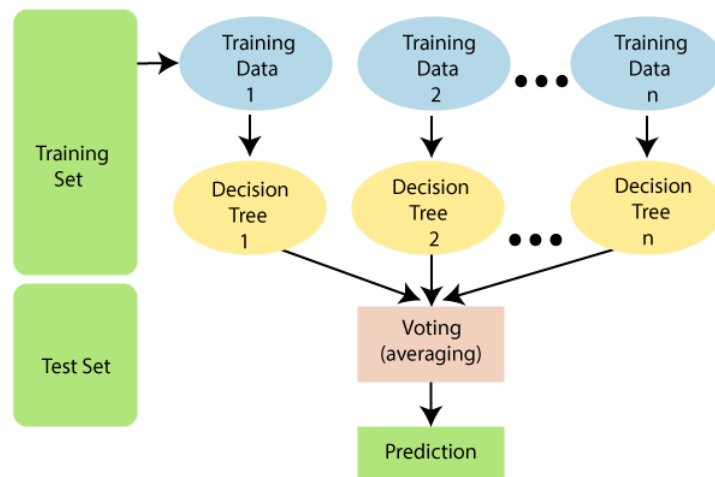 Training
Set
Test Set
Training
Data
1
Training
Data
2
Training
Data
n
Decision
Tree
1
Decision
Tree
2
Decision
Tree
n
Voting
(averaging)
Prediction